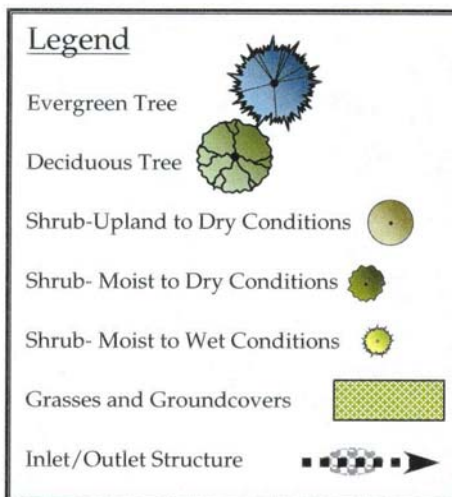 Legend
Evergreen Tree
Deciduous Tree
Shrub-Upland to Dry Conditions
Shrub- Moist to Dry Conditions
Shrub- Moist to Wet Conditions
Grasses and Groundcovers
Inlet/Outlet Structure